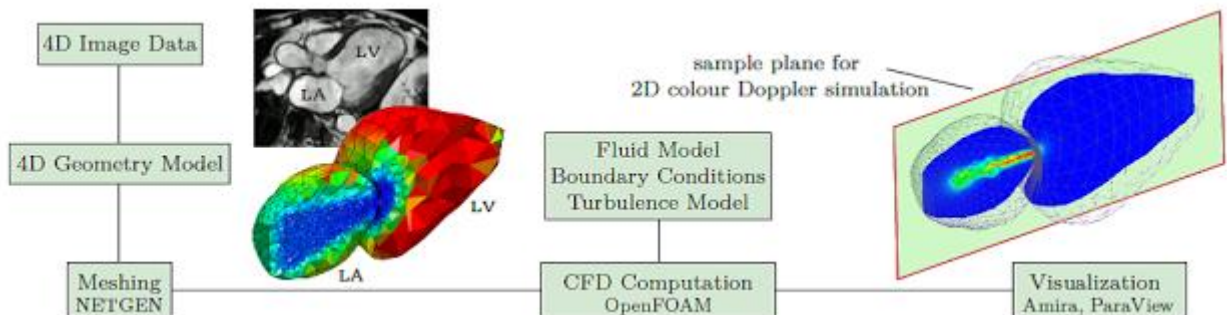 4D Image Data
LV
LA
sample plane for
2D colour Doppler simulation
4D Geometry Model
Fluid Model
Boundary Conditions
Turbulence Model
LV
LA
Meshing
NETGEN
CFD Computation
OpenFOAM
Visualization
Amira, ParaView